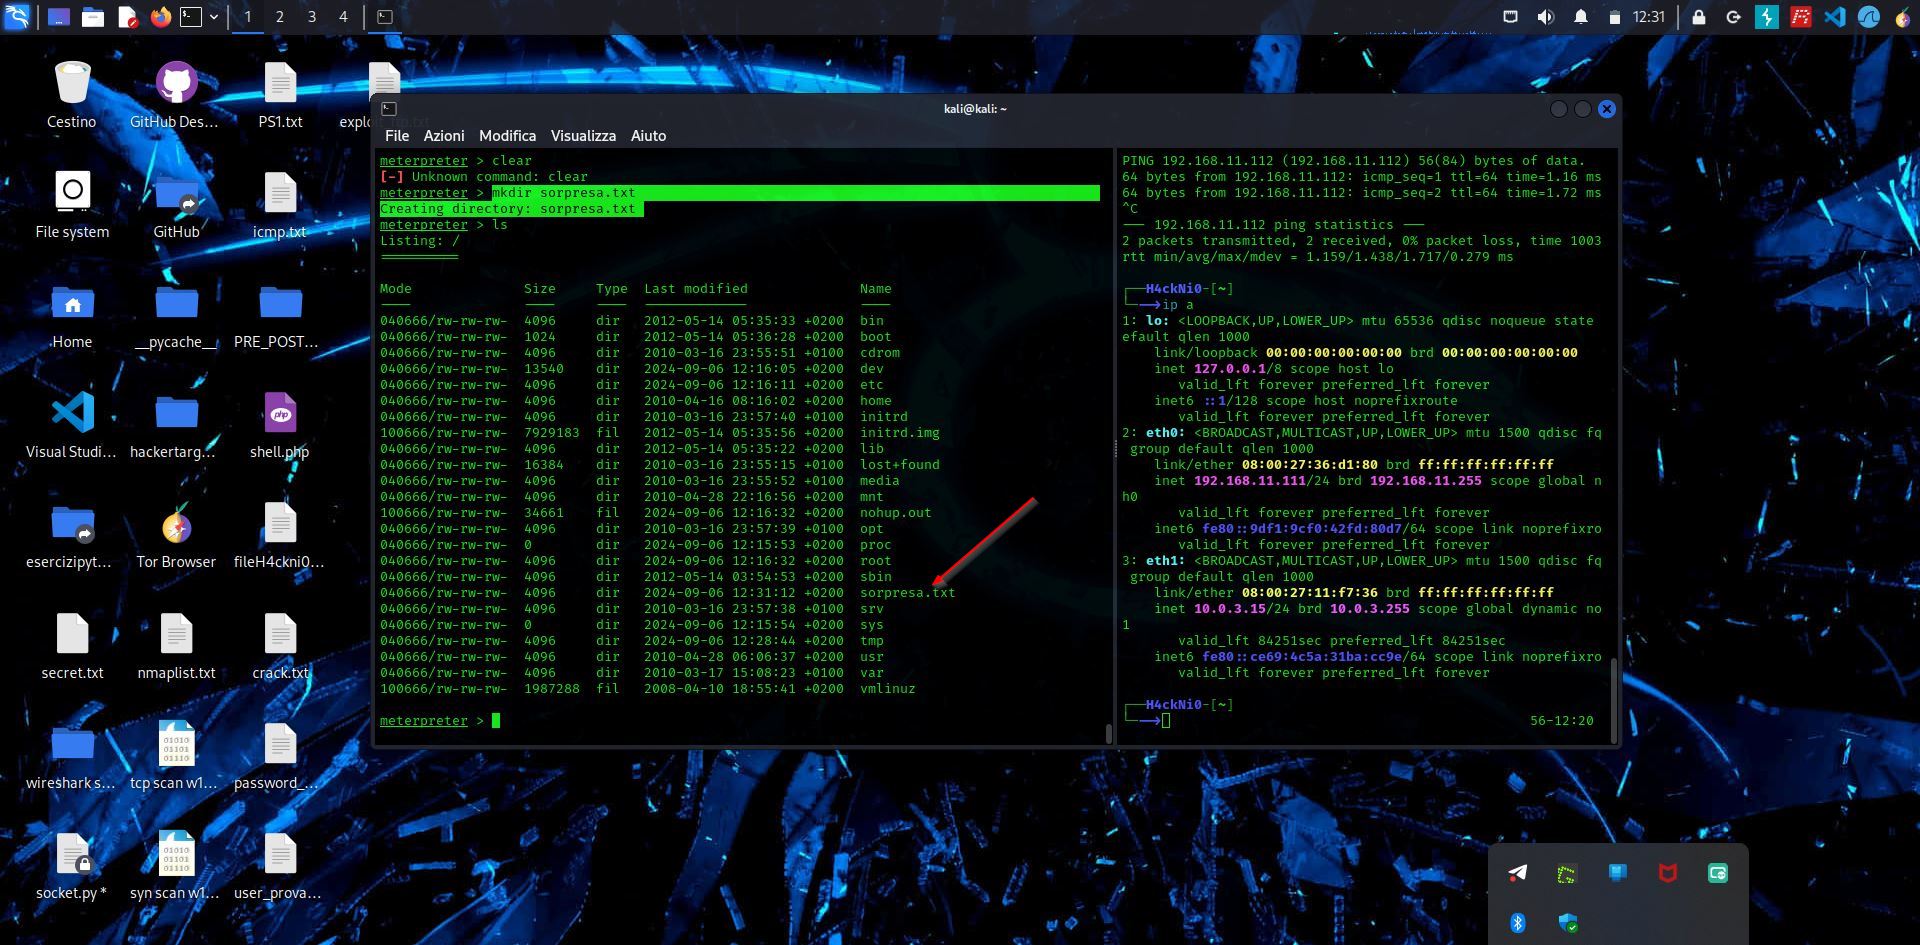 1 2 3 4
12:31
Cestino
GitHub Des...
PS1.txt
File system
GitHub
icmp.txt
Home
__pycache__
PRE_POST...
Visual Studi...
hackertarg...
shell.php
esercizipyt...
Tor Browser
fileH4ckni0...
secret.txt
nmaplist.txt
crack.txt
wireshark s...
tcp scan w1...
password_...
socket.py *
syn scan w1...
user_prova...
kali@kali: ~
File Azioni Modifica Visualizza Aiuto
meterpreter > clear
[-] Unknown command: clear
meterpreter > mkdir sorpresa.txt
Creating directory: sorpresa.txt
meterpreter > ls
Listing: /
==========
Mode Size Type Last modified Name
---- ---- ---- ------------- ----
040666/rw-rw-rw- 4096 dir 2012-05-14 05:35:33 +0200 bin
040666/rw-rw-rw- 1024 dir 2012-05-14 05:36:28 +0200 boot
040666/rw-rw-rw- 4096 dir 2010-03-16 23:55:51 +0100 cdrom
040666/rw-rw-rw- 13540 dir 2024-09-06 12:16:05 +0200 dev
040666/rw-rw-rw- 4096 dir 2024-09-06 12:16:11 +0200 etc
040666/rw-rw-rw- 4096 dir 2010-04-16 08:16:02 +0200 home
040666/rw-rw-rw- 4096 dir 2010-03-16 23:57:40 +0100 initrd
100666/rw-rw-rw- 7929183 fil 2012-05-14 05:35:56 +0200 initrd.img
040666/rw-rw-rw- 4096 dir 2012-05-14 05:35:22 +0200 lib
040666/rw-rw-rw- 16384 dir 2010-03-16 23:55:15 +0100 lost+found
040666/rw-rw-rw- 4096 dir 2010-03-16 23:55:52 +0100 media
040666/rw-rw-rw- 4096 dir 2010-04-28 22:16:56 +0200 mnt
100666/rw-rw-rw- 34661 fil 2024-09-06 12:16:32 +0200 nohup.out
040666/rw-rw-rw- 4096 dir 2010-03-16 23:57:39 +0100 opt
040666/rw-rw-rw- 0 dir 2024-09-06 12:15:53 +0200 proc
040666/rw-rw-rw- 4096 dir 2024-09-06 12:16:32 +0200 root
040666/rw-rw-rw- 4096 dir 2012-05-14 03:54:53 +0200 sbin
040666/rw-rw-rw- 4096 dir 2024-09-06 12:31:12 +0200 sorpresa.txt
040666/rw-rw-rw- 4096 dir 2010-03-16 23:57:38 +0100 srv
040666/rw-rw-rw- 0 dir 2024-09-06 12:15:54 +0200 sys
040666/rw-rw-rw- 4096 dir 2024-09-06 12:28:44 +0200 tmp
040666/rw-rw-rw- 4096 dir 2010-04-28 06:06:37 +0200 usr
040666/rw-rw-rw- 4096 dir 2010-03-17 15:08:23 +0100 var
100666/rw-rw-rw- 1987288 fil 2008-04-10 18:55:41 +0200 vmlinuz
meterpreter >
PING 192.168.11.112 (192.168.11.112) 56(84) bytes of data.
64 bytes from 192.168.11.112: icmp_seq=1 ttl=64 time=1.16 ms
64 bytes from 192.168.11.112: icmp_seq=2 ttl=64 time=1.72 ms
^C
--- 192.168.11.112 ping statistics ---
2 packets transmitted, 2 received, 0% packet loss, time 1003
rtt min/avg/max/mdev = 1.159/1.438/1.717/0.279 ms
┌──H4ckNi0-[~]
└───>ip a
1: lo: <LOOPBACK,UP,LOWER_UP> mtu 65536 qdisc noqueue state
efault qlen 1000
link/loopback 00:00:00:00:00:00 brd 00:00:00:00:00:00
inet 127.0.0.1/8 scope host lo
valid_lft forever preferred_lft forever
inet6 ::1/128 scope host noprefixroute
valid_lft forever preferred_lft forever
2: eth0: <BROADCAST,MULTICAST,UP,LOWER_UP> mtu 1500 qdisc fq
group default qlen 1000
link/ether 08:00:27:36:d1:80 brd ff:ff:ff:ff:ff:ff
inet 192.168.11.111/24 brd 192.168.11.255 scope global n
h0
valid_lft forever preferred_lft forever
inet6 fe80::9df1:9cf0:42fd:80d7/64 scope link noprefixro
valid_lft forever preferred_lft forever
3: eth1: <BROADCAST,MULTICAST,UP,LOWER_UP> mtu 1500 qdisc fq
group default qlen 1000
link/ether 08:00:27:11:f7:36 brd ff:ff:ff:ff:ff:ff
inet 10.0.3.15/24 brd 10.0.3.255 scope global dynamic no
1
valid_lft 84251sec preferred_lft 84251sec
inet6 fe80::ce69:4c5a:31ba:cc9e/64 scope link noprefixro
valid_lft forever preferred_lft forever
┌──H4ckNi0-[~]
└───> 56-12:20